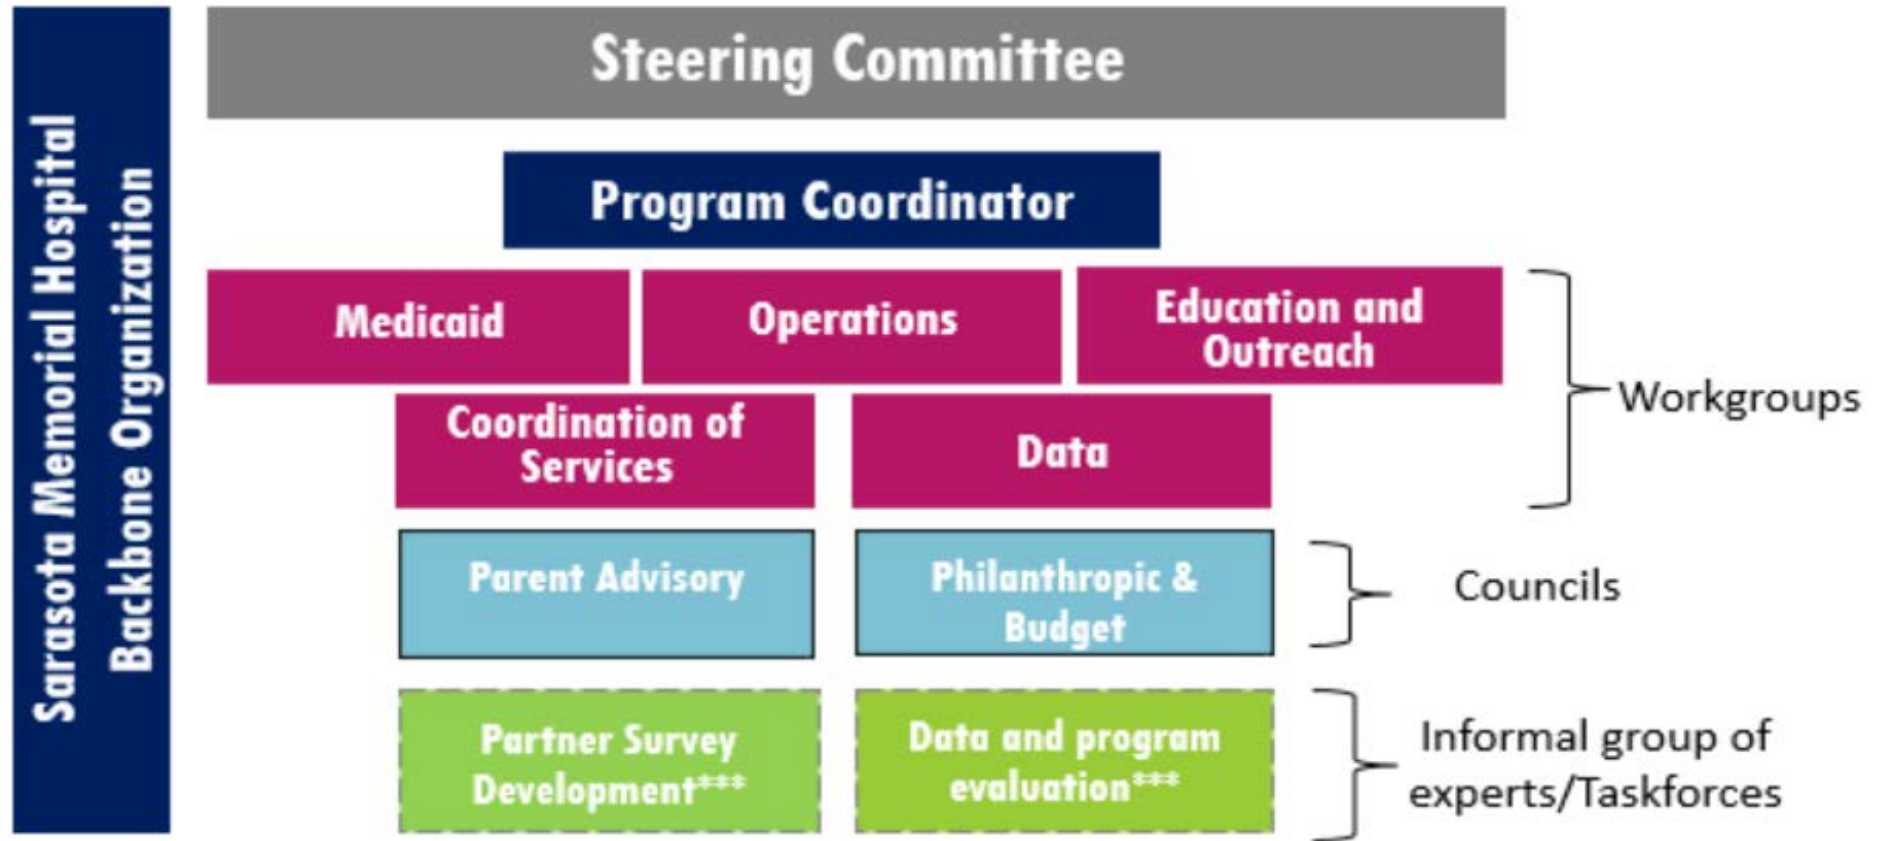 Sarasota Memorial Hospital
Backbone Organization
Steering Committee
Program Coordinator
Medicaid
Operations
Education and
Outreach
Coordination of
Services
Data
Workgroups
Parent Advisory
Philanthropic &
Budget
Councils
Partner Survey
Development***
Data and program
evaluation***
Informal group of
experts/Taskforces